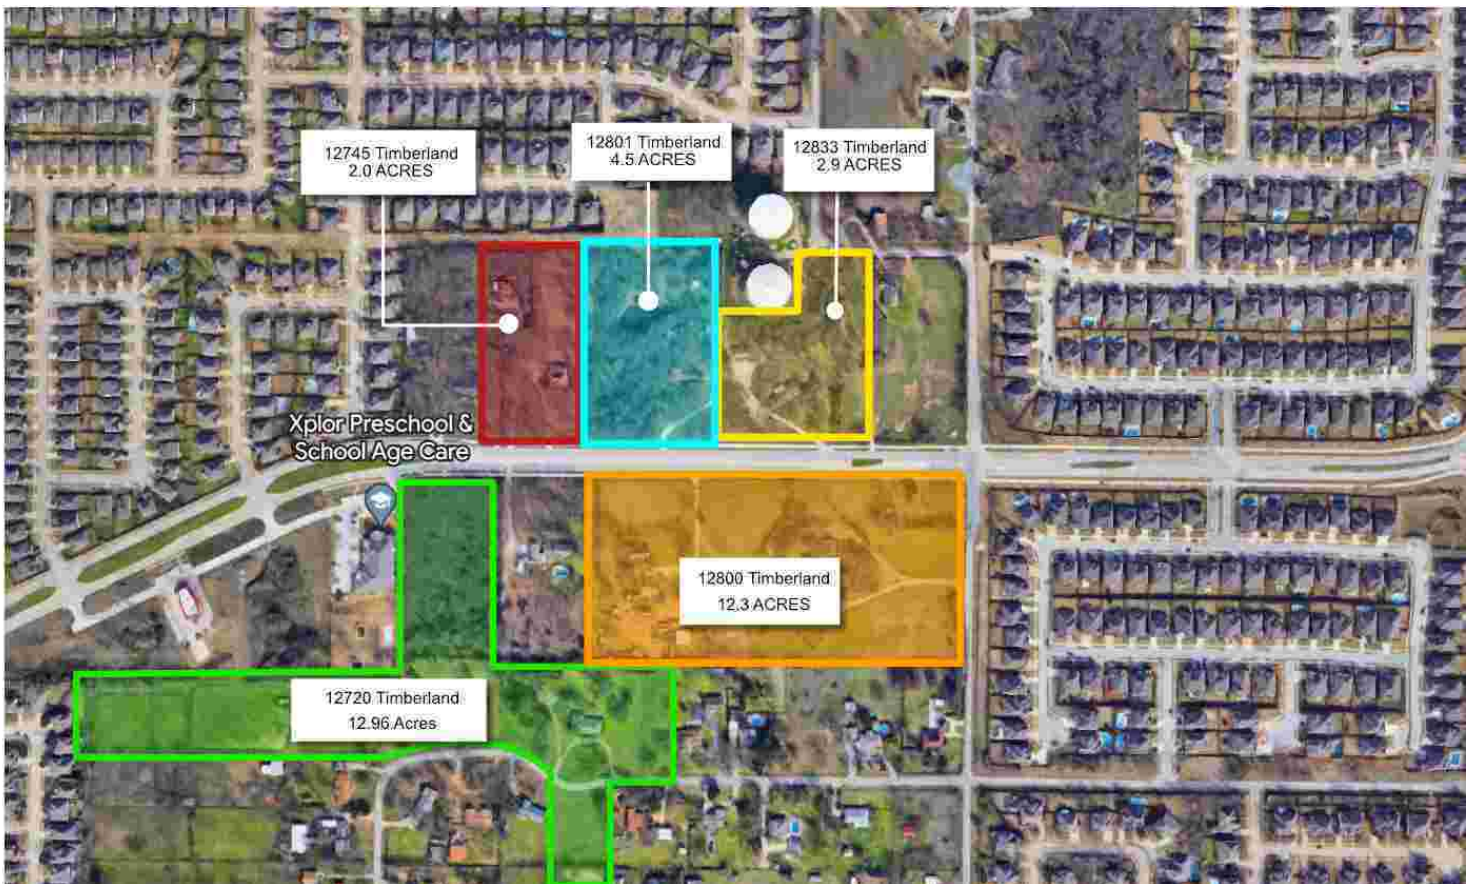 12745 Timberland
2.0 ACRES
12801 Timberland
4.5 ACRES
12833 Timberland
2.9 ACRES
Xplor Preschool &
School Age Care
12800 Timberland
12.3 ACRES
12720 Timberland
12.96 Acres